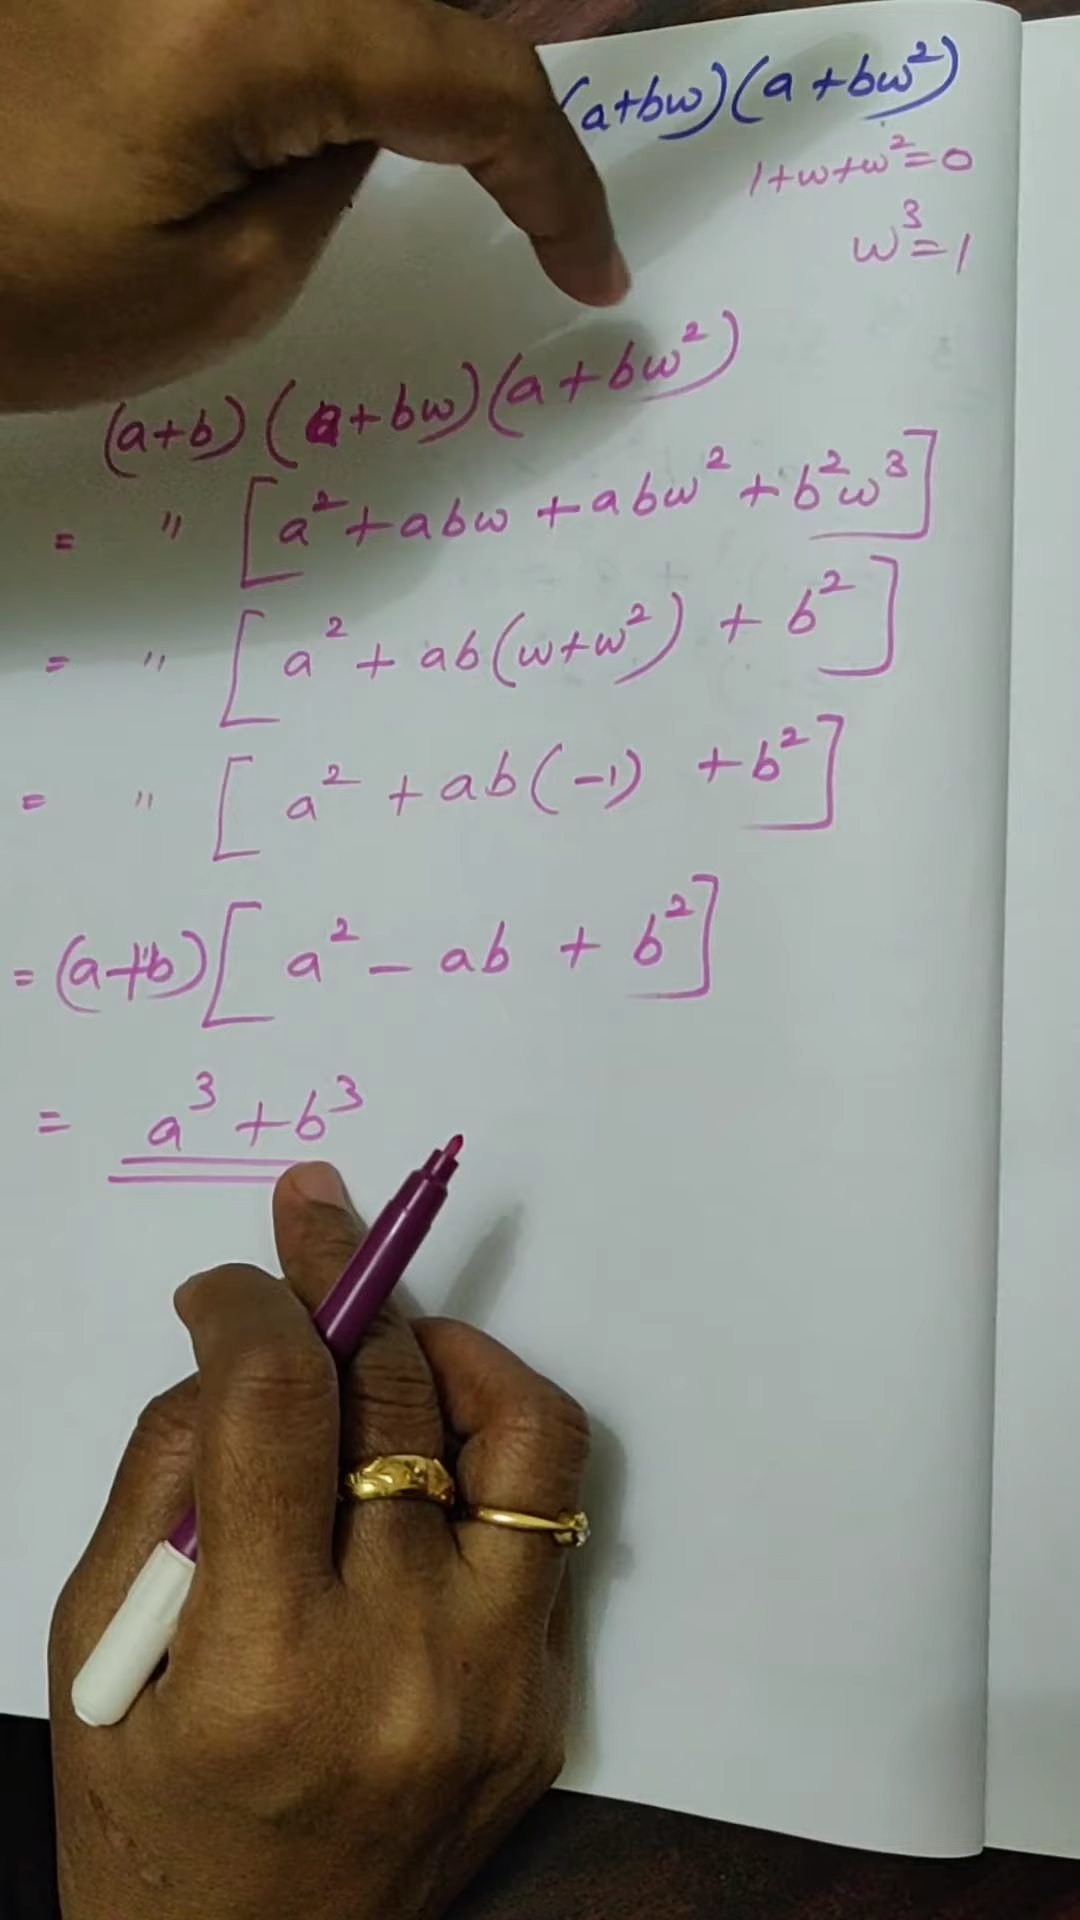 (a+bω)(a+bω²)
1+ω+ω²=0
ω³=1
(a+b)(a+bω)(a+bω²)
= " [a²+abω+abω²+b²ω³]
= " [a²+ab(ω+ω²)+b²]
= " [a²+ab(-1)+b²]
=(a+b)[a²-ab+b²]
= a³+b³